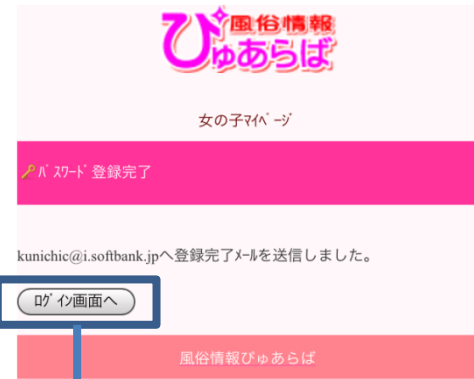 風俗情報
ぴゅあらば
女の子ﾏｲﾍﾟｰｼﾞ
ﾊﾟｽﾜｰﾄﾞ登録完了
kunichic@i.softbank.jpへ登録完了ﾒｰﾙを送信しました。
ﾛｸﾞｲﾝ画面へ
風俗情報ぴゅあらば